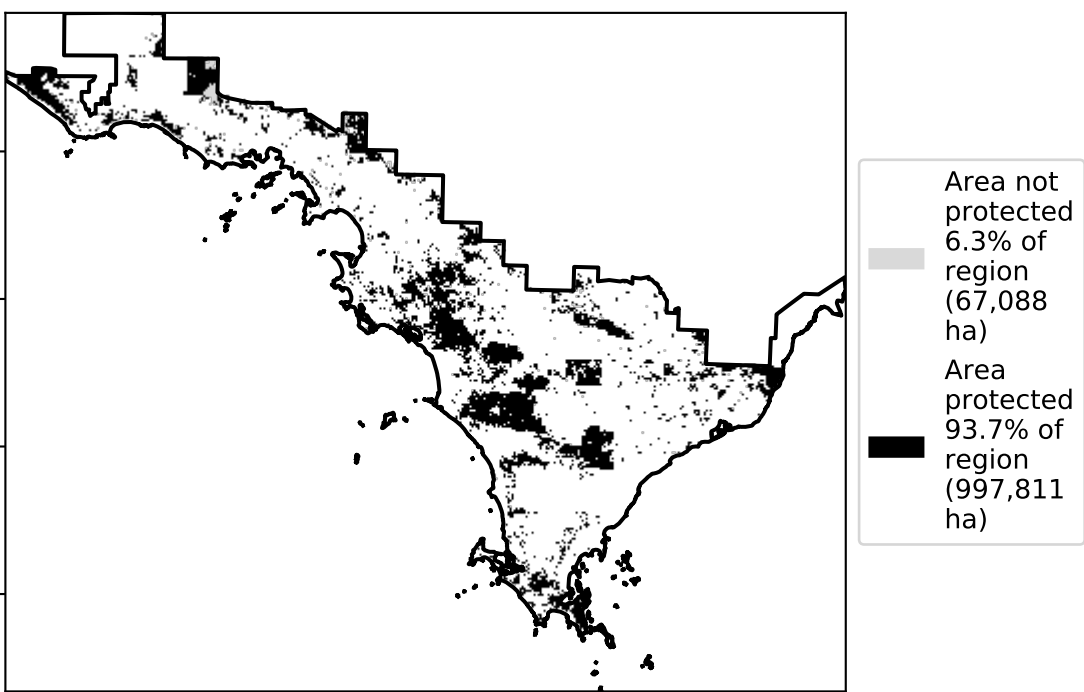 Area not
protected
6.3% of
region
(67,088
ha)
Area
protected
93.7% of
region
(997,811
ha)